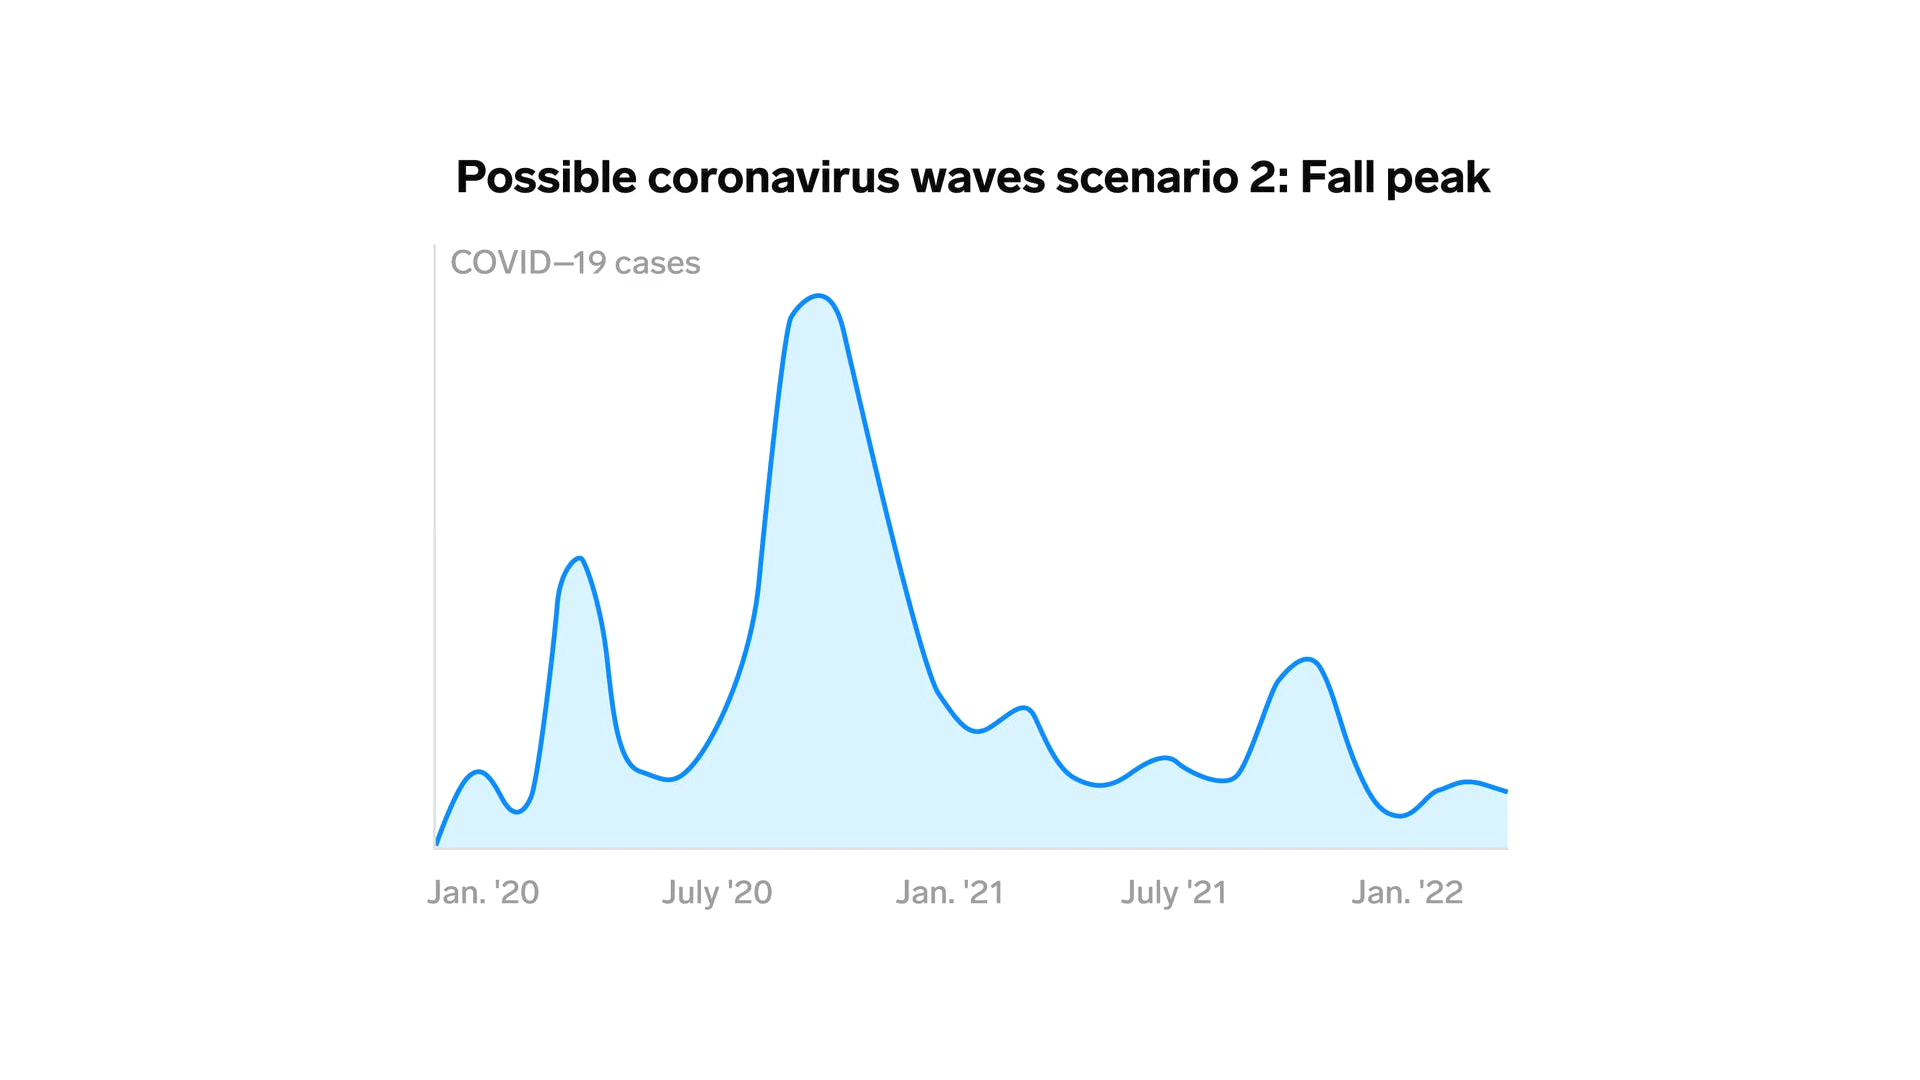 Possible coronavirus waves scenario 2: Fall peak
COVID–19 cases
Jan. '20 July '20 Jan. '21 July '21 Jan. '22